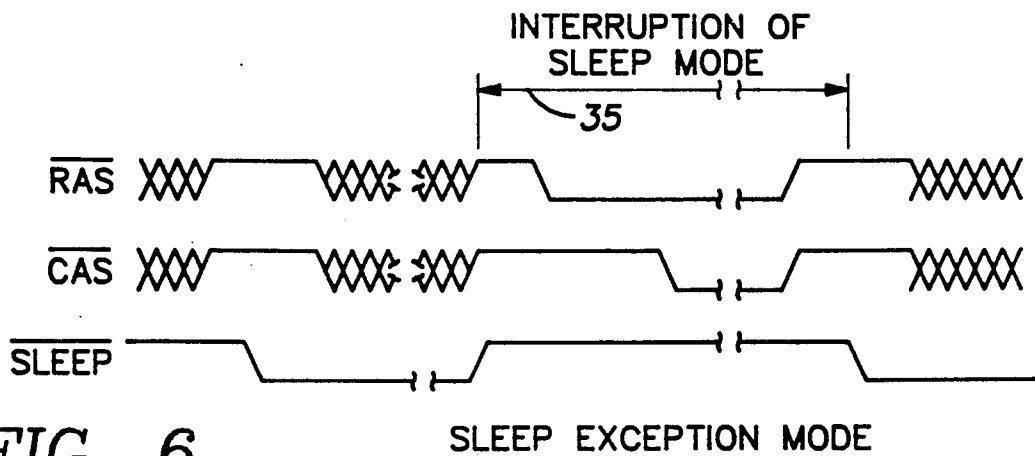 INTERRUPTION OF
SLEEP MODE
35
RAS
CAS
SLEEP
FIG. 6
SLEEP EXCEPTION MODE